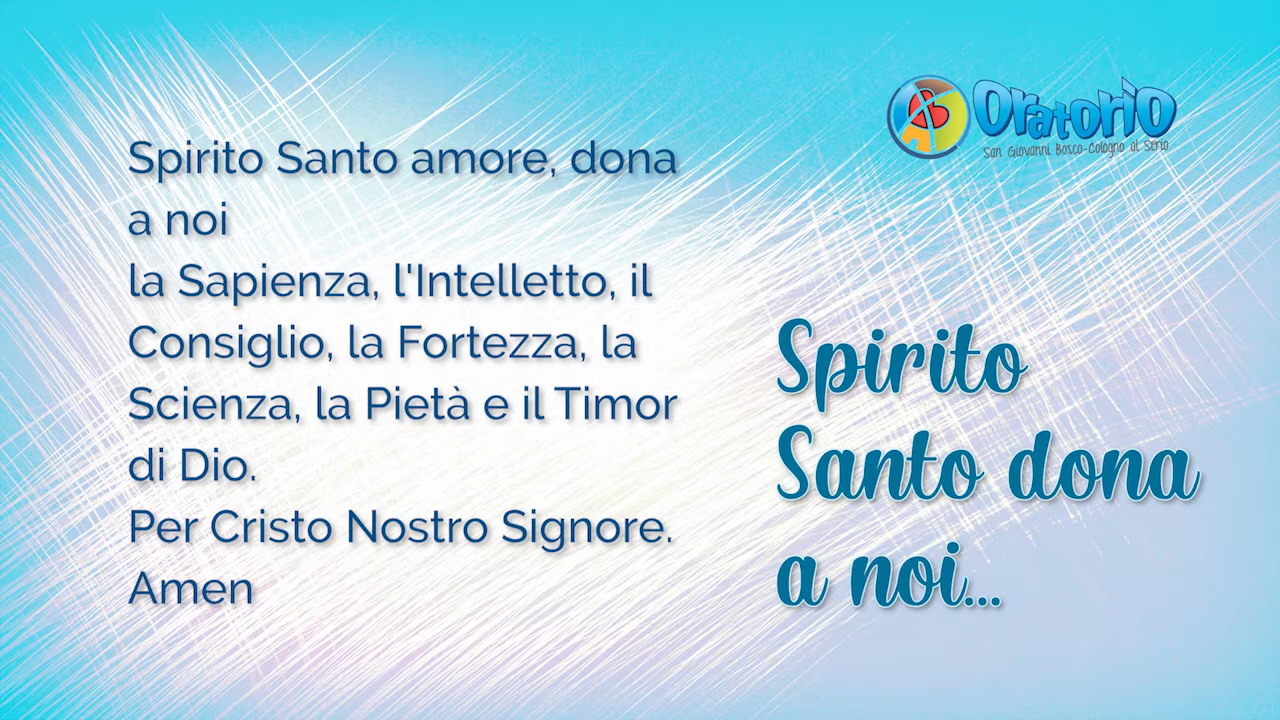 Spirito Santo amore, dona
a noi
la Sapienza, l'Intelletto, il
Consiglio, la Fortezza, la
Scienza, la Pietà e il Timor
di Dio.
Per Cristo Nostro Signore.
Amen
Oratorio
San Giovanni Bosco-Cologno al Serio
Spirito
Santo dona
a noi...